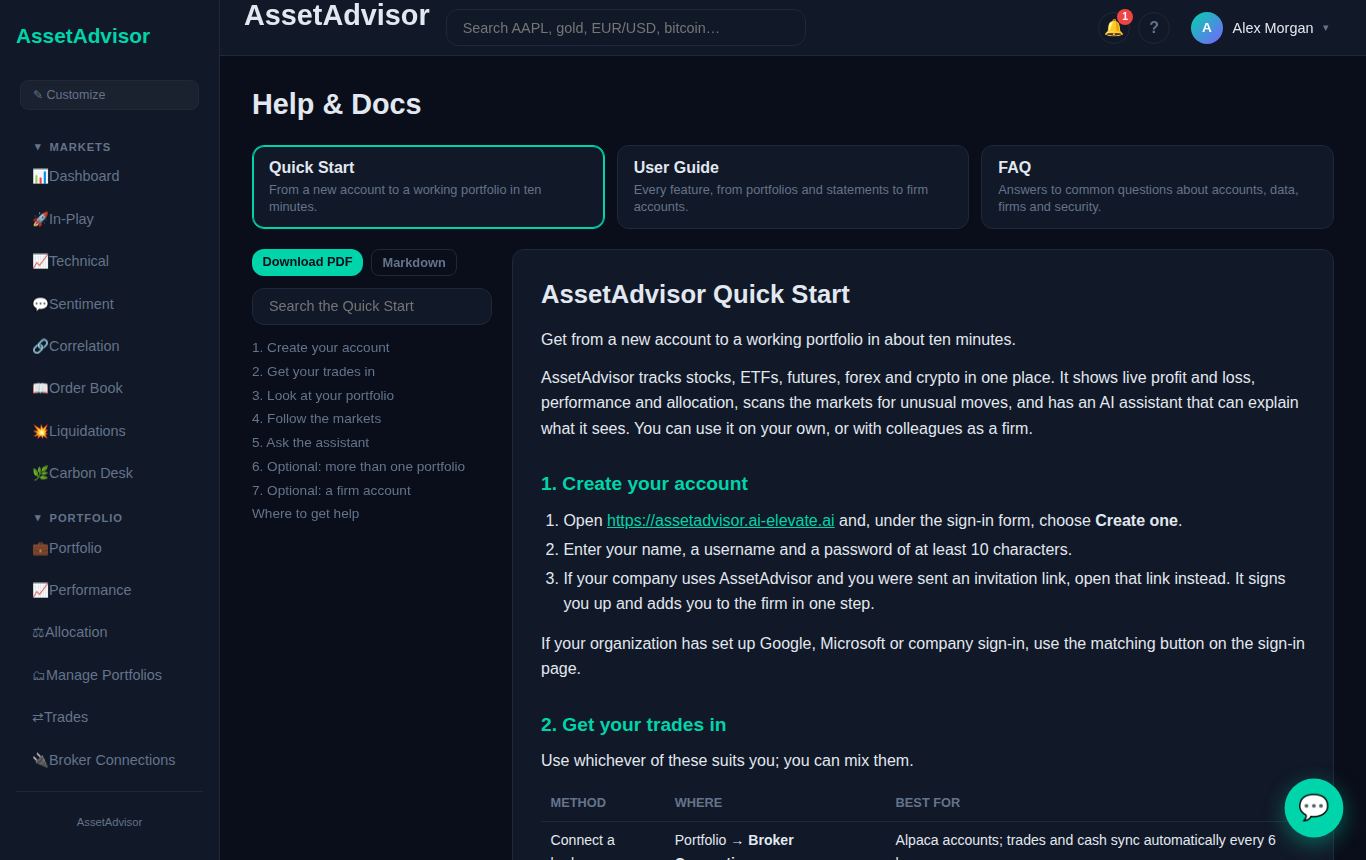 AssetAdvisor
AssetAdvisor
Search AAPL, gold, EUR/USD, bitcoin…
1
?
A
Alex Morgan ▾
✎ Customize
▼ MARKETS
Dashboard
In-Play
Technical
Sentiment
Correlation
Order Book
Liquidations
Carbon Desk
▼ PORTFOLIO
Portfolio
Performance
Allocation
Manage Portfolios
Trades
Broker Connections
AssetAdvisor
Help & Docs
Quick Start
From a new account to a working portfolio in ten
minutes.
User Guide
Every feature, from portfolios and statements to firm
accounts.
FAQ
Answers to common questions about accounts, data,
firms and security.
Download PDF
Markdown
Search the Quick Start
1. Create your account
2. Get your trades in
3. Look at your portfolio
4. Follow the markets
5. Ask the assistant
6. Optional: more than one portfolio
7. Optional: a firm account
Where to get help
AssetAdvisor Quick Start
Get from a new account to a working portfolio in about ten minutes.
AssetAdvisor tracks stocks, ETFs, futures, forex and crypto in one place. It shows live profit and loss,
performance and allocation, scans the markets for unusual moves, and has an AI assistant that can explain
what it sees. You can use it on your own, or with colleagues as a firm.
1. Create your account
1. Open https://assetadvisor.ai-elevate.ai and, under the sign-in form, choose Create one.
2. Enter your name, a username and a password of at least 10 characters.
3. If your company uses AssetAdvisor and you were sent an invitation link, open that link instead. It signs
you up and adds you to the firm in one step.
If your organization has set up Google, Microsoft or company sign-in, use the matching button on the sign-in
page.
2. Get your trades in
Use whichever of these suits you; you can mix them.
METHOD WHERE BEST FOR
Connect a Portfolio → Broker Alpaca accounts; trades and cash sync automatically every 6